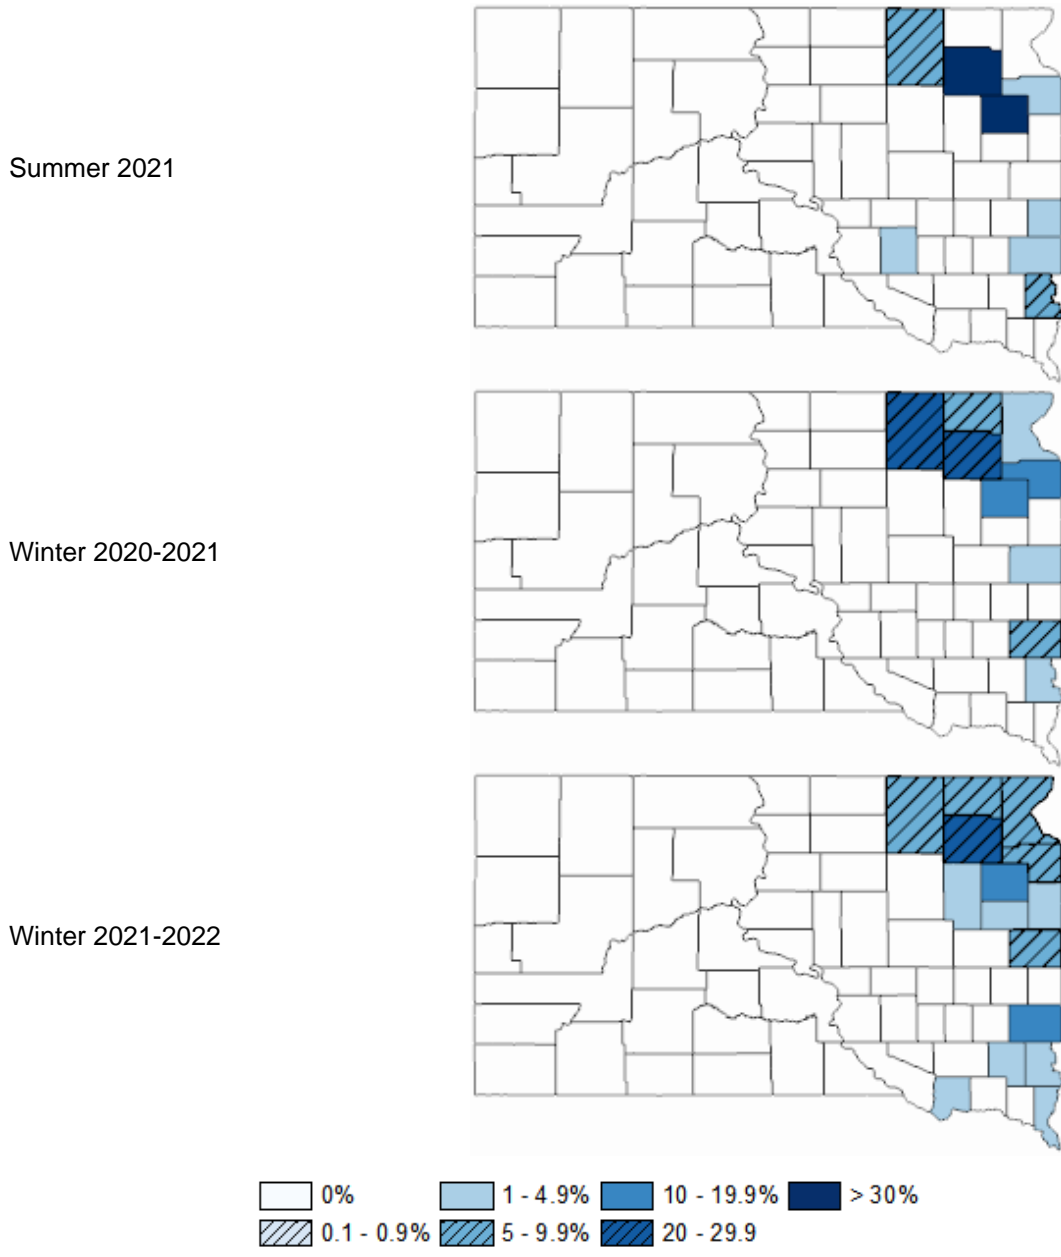 Summer 2021
Winter 2020-2021
Winter 2021-2022
0% 1 - 4.9% 10 - 19.9% > 30%
0.1 - 0.9% 5 - 9.9% 20 - 29.9